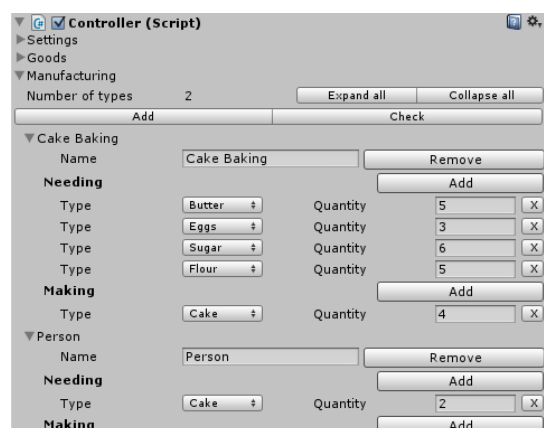 Controller (Script)
Settings
Goods
Manufacturing
Number of types 2 Expand all Collapse all
Add Check
Cake Baking
Name Cake Baking Remove
Needing Add
Type Butter Quantity 5 X
Type Eggs Quantity 3 X
Type Sugar Quantity 6 X
Type Flour Quantity 5 X
Making Add
Type Cake Quantity 4 X
Person
Name Person Remove
Needing Add
Type Cake Quantity 2 X
Making Add